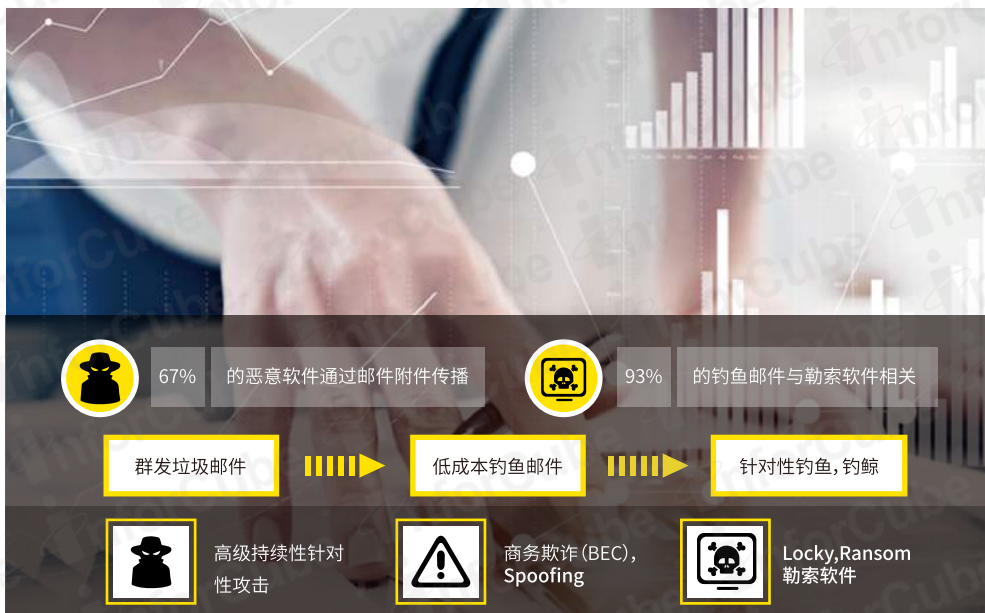 67%
的恶意软件通过邮件附件传播
93%
的钓鱼邮件与勒索软件相关
群发垃圾邮件
低成本钓鱼邮件
针对性钓鱼,钓鲸
高级持续性针对
性攻击
商务欺诈(BEC),
Spoofing
Locky,Ransom
勒索软件
inforCube